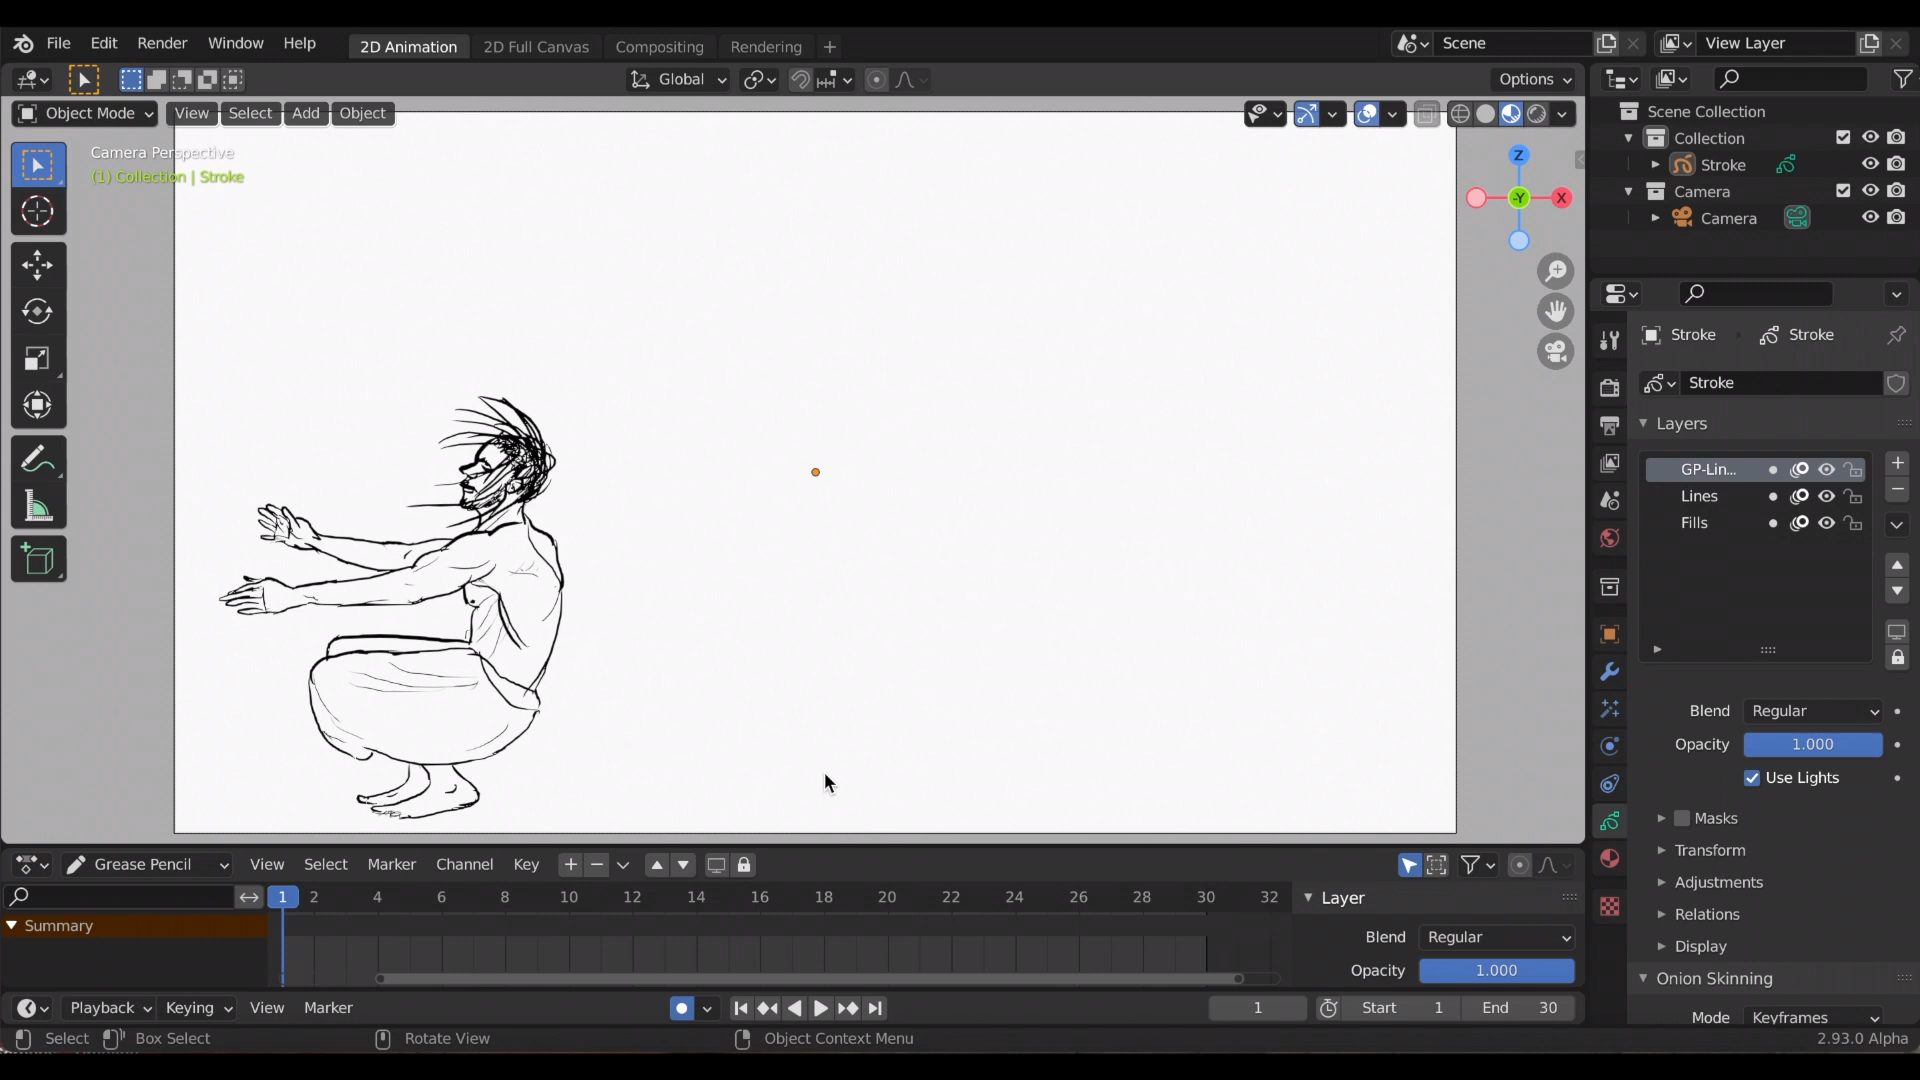 File Edit Render Window Help 2D Animation 2D Full Canvas Compositing Rendering + Scene View Layer
Global Options
Object Mode View Select Add Object
Camera Perspective
(1) Collection | Stroke
Z
-Y X
Scene Collection
Collection
Stroke
Camera
Camera
Stroke Stroke
Stroke
Layers
GP-Lin...
Lines
Fills
Blend Regular
Opacity 1.000
Use Lights
Masks
Transform
Adjustments
Relations
Display
Onion Skinning
Mode Keyframes
Grease Pencil View Select Marker Channel Key
1 2 4 6 8 10 12 14 16 18 20 22 24 26 28 30 32
Summary
Layer
Blend Regular
Opacity 1.000
Playback Keying View Marker 1 Start 1 End 30
Select Box Select Rotate View Object Context Menu 2.93.0 Alpha